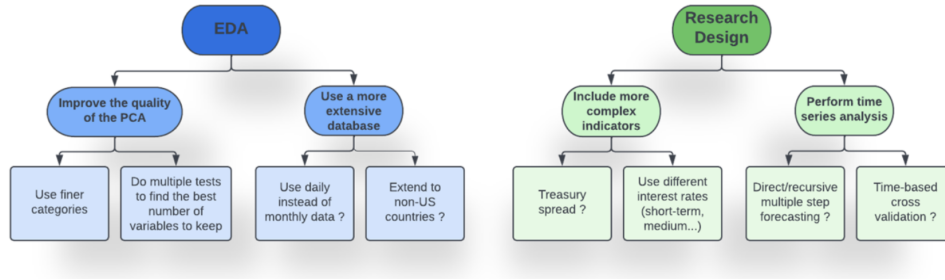 EDA
Improve the quality
of the PCA
Use a more
extensive
database
Use finer
categories
Do multiple tests
to find the best
number of
variables to keep
Use daily
instead of
monthly data ?
Extend to
non-US
countries ?
Research
Design
Include more
complex
indicators
Perform time
series analysis
Treasury
spread ?
Use different
interest rates
(short-term,
medium...)
Direct/recursive
multiple step
forecasting ?
Time-based
cross
validation ?